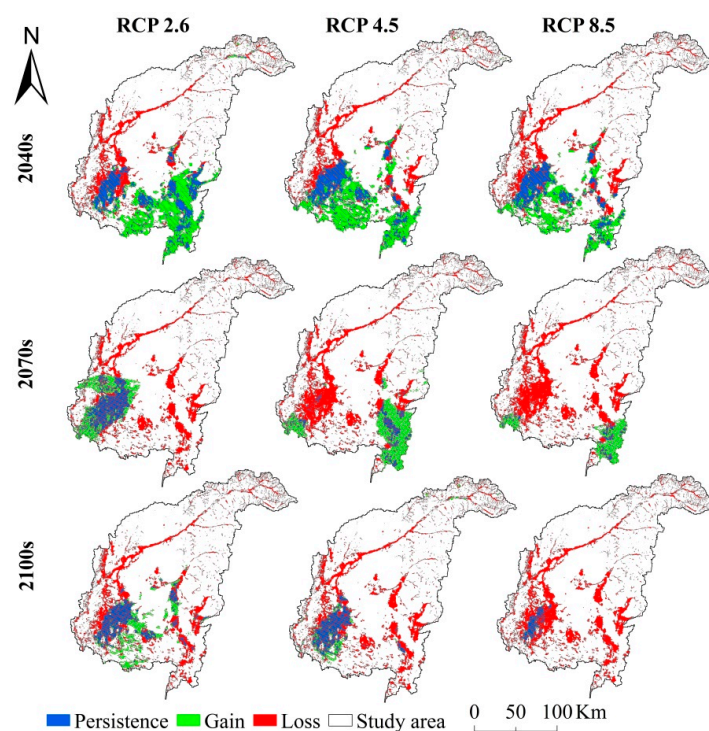 RCP 2.6 RCP 4.5 RCP 8.5
N
2040s
2070s
2100s
Persistence Gain Loss Study area 0 50 100 Km